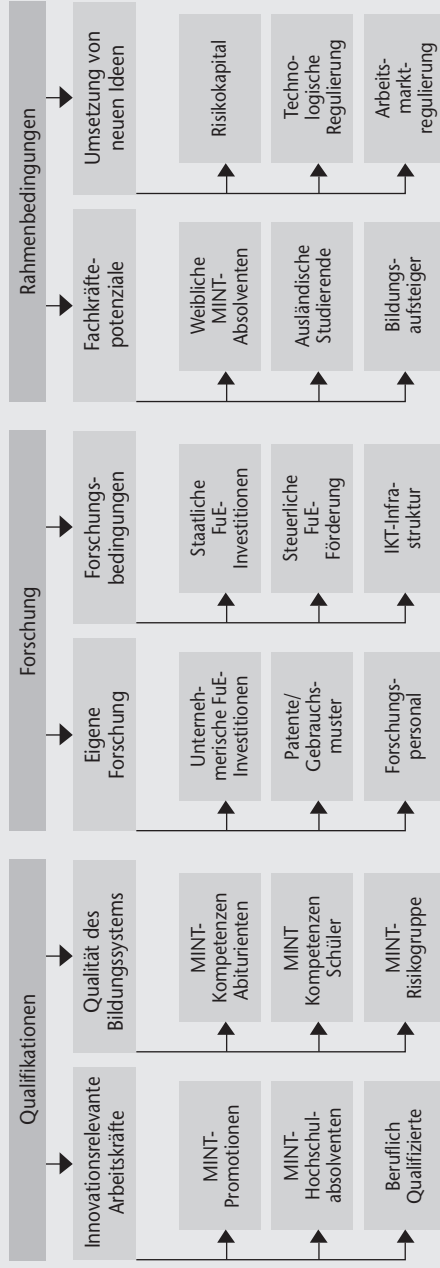 Qualifikationen
Innovationsrelevante
Arbeitskräfte
MINT-
Promotionen
MINT-
Hochschul-
absolventen
Beruflich
Qualifizierte
Qualität des
Bildungssystems
MINT-
Kompetenzen
Abiturienten
MINT
Kompetenzen
Schüler
MINT-
Risikogruppe
Forschung
Eigene
Forschung
Unterneh-
merische FuE-
Investitionen
Patente/
Gebrauchs-
muster
Forschungs-
personal
Forschungs-
bedingungen
Staatliche
FuE-
Investitionen
Steuerliche
FuE-
Förderung
IKT-Infra-
struktur
Rahmenbedingungen
Fachkräfte-
potenziale
Weibliche
MINT-
Absolventen
Ausländische
Studierende
Bildungs-
aufsteiger
Umsetzung von
neuen Ideen
Risikokapital
Techno-
logische
Regulierung
Arbeits-
markt-
regulierung